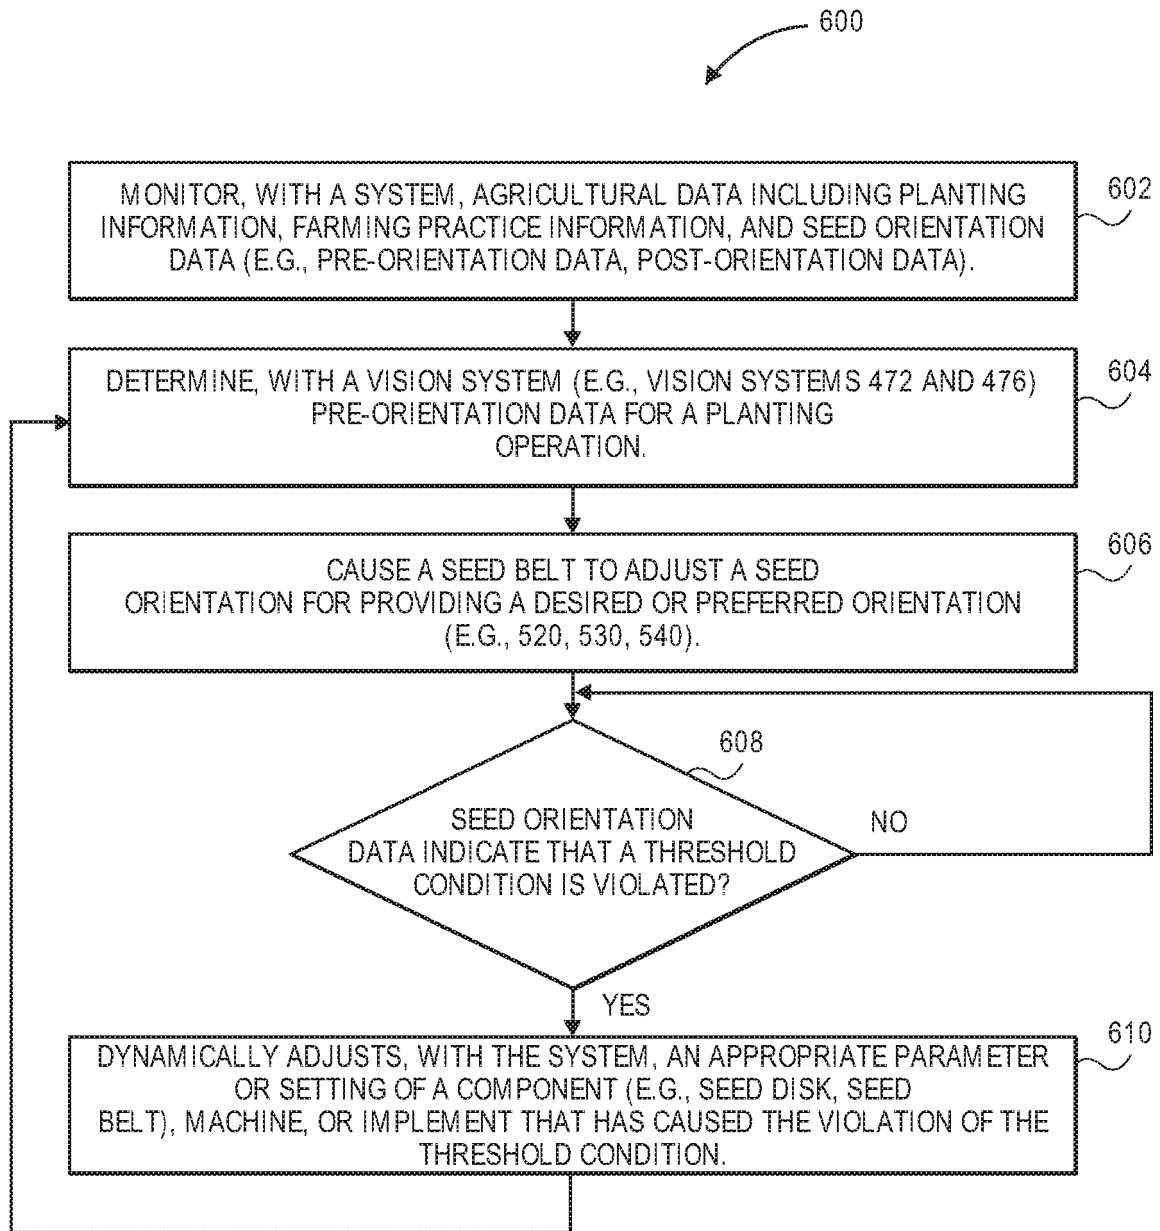 600
MONITOR, WITH A SYSTEM, AGRICULTURAL DATA INCLUDING PLANTING
INFORMATION, FARMING PRACTICE INFORMATION, AND SEED ORIENTATION
DATA (E.G., PRE-ORIENTATION DATA, POST-ORIENTATION DATA).
602
DETERMINE, WITH A VISION SYSTEM (E.G., VISION SYSTEMS 472 AND 476)
PRE-ORIENTATION DATA FOR A PLANTING
OPERATION.
604
CAUSE A SEED BELT TO ADJUST A SEED
ORIENTATION FOR PROVIDING A DESIRED OR PREFERRED ORIENTATION
(E.G., 520, 530, 540).
606
608
SEED ORIENTATION
DATA INDICATE THAT A THRESHOLD
CONDITION IS VIOLATED?
NO
YES
DYNAMICALLY ADJUSTS, WITH THE SYSTEM, AN APPROPRIATE PARAMETER
OR SETTING OF A COMPONENT (E.G., SEED DISK, SEED
BELT), MACHINE, OR IMPLEMENT THAT HAS CAUSED THE VIOLATION OF THE
THRESHOLD CONDITION.
610